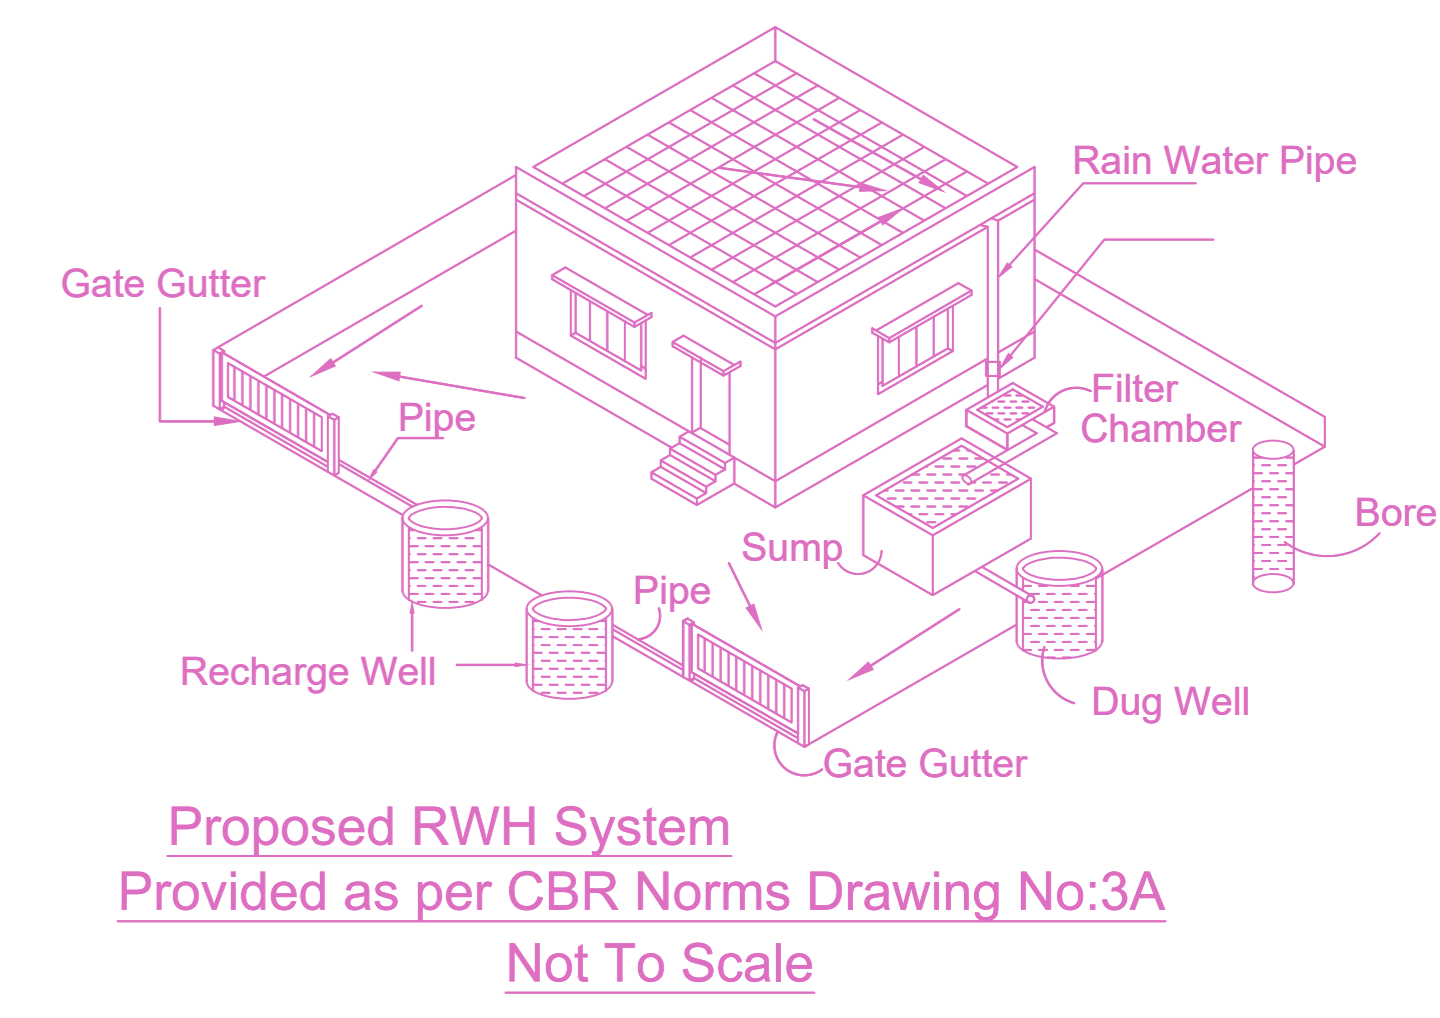 Rain Water Pipe
Gate Gutter
Pipe
Filter
Chamber
Bore
Sump
Pipe
Recharge Well
Dug Well
Gate Gutter
Proposed RWH System
Provided as per CBR Norms Drawing No:3A
Not To Scale